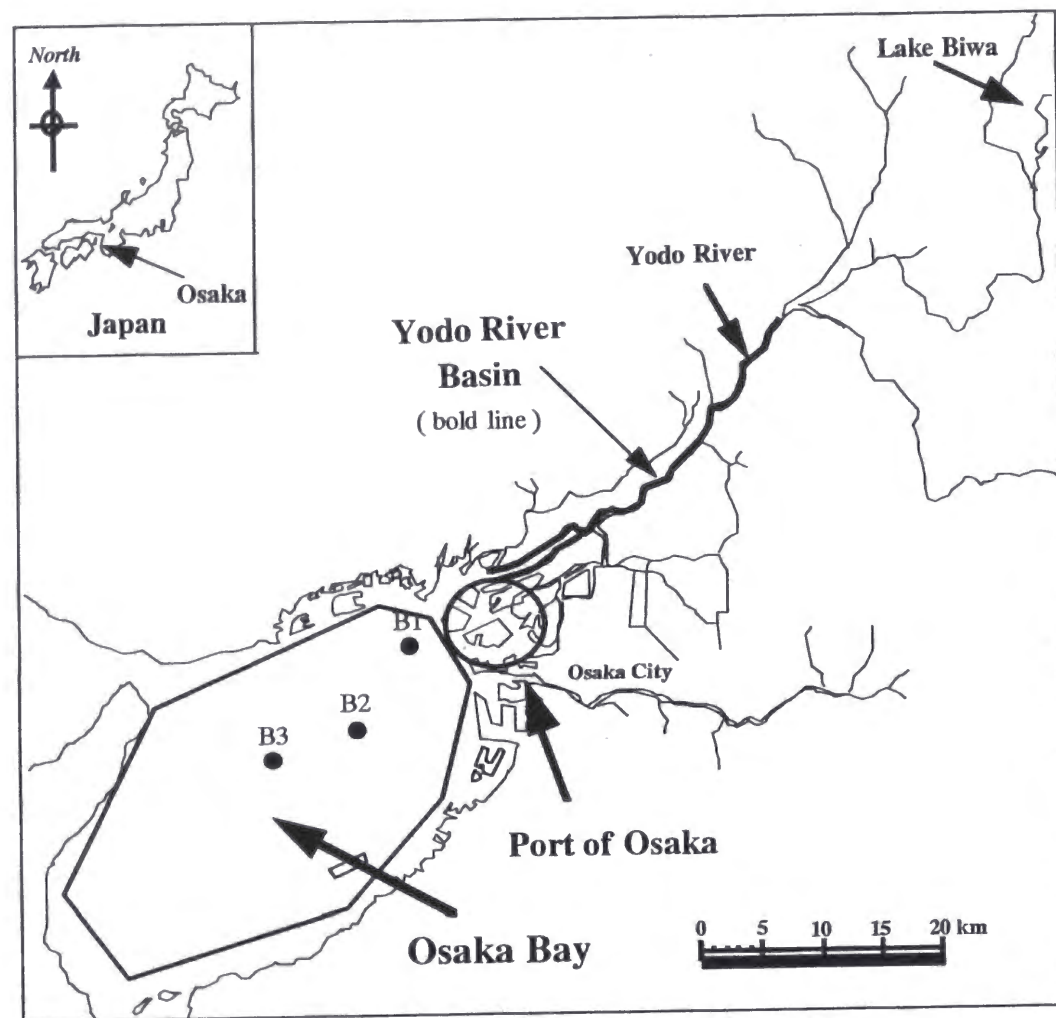 North
Osaka
Japan
Lake Biwa
Yodo River
Yodo River
Basin
( bold line )
B1
B2
B3
Osaka City
Port of Osaka
Osaka Bay
0 5 10 15 20 km